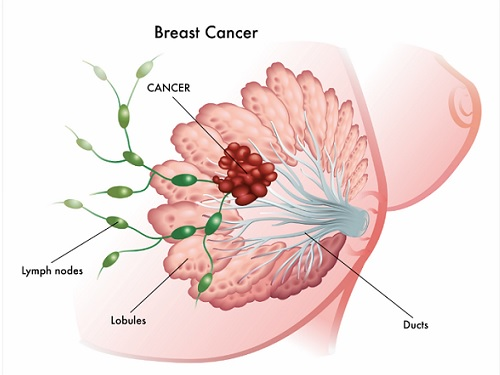 Breast Cancer
CANCER
Lymph nodes
Lobules
Ducts